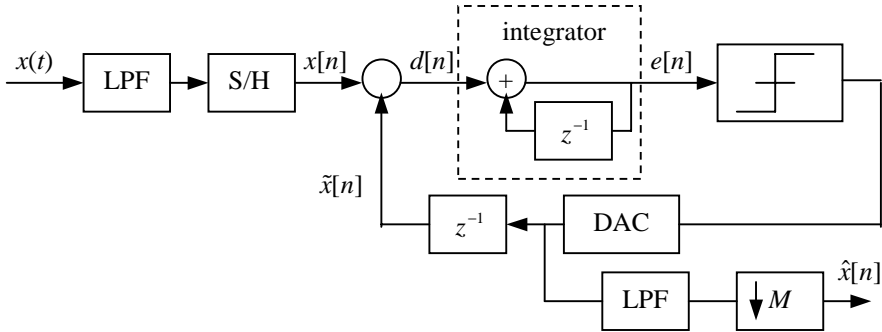 integrator
x(t)
LPF
S/H
x[n]
d[n]
+
z⁻¹
e[n]
x̃[n]
z⁻¹
DAC
LPF
M
x̂[n]